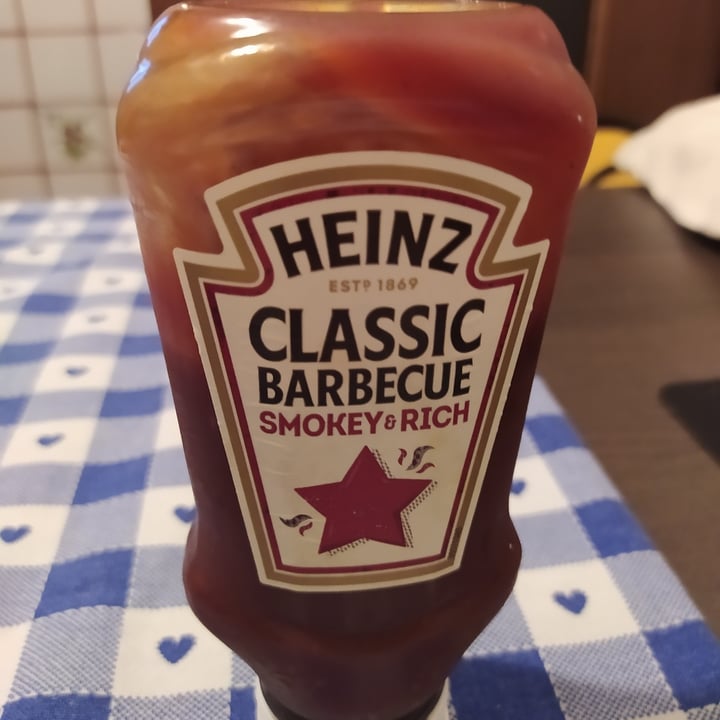 HEINZ
ESTD 1869
CLASSIC
BARBECUE
SMOKEY & RICH